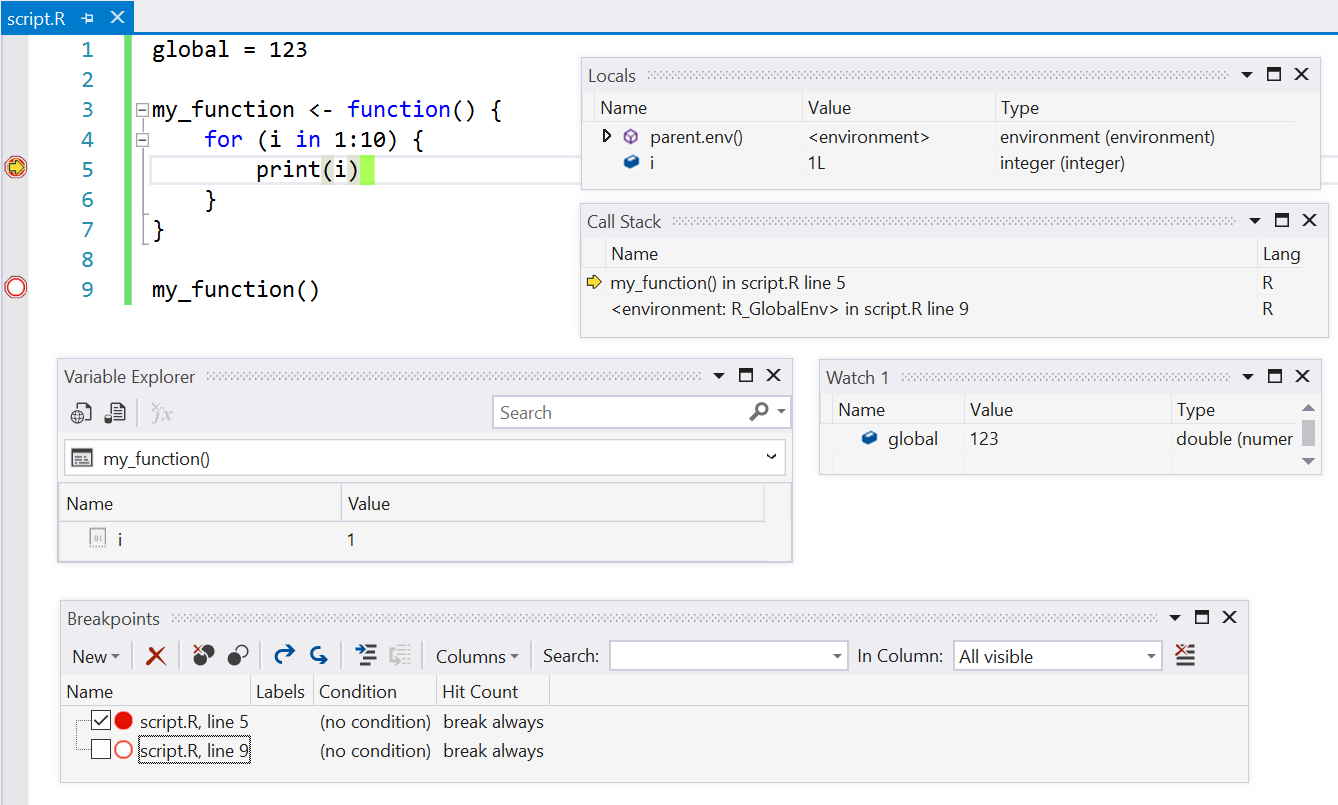 script.R
1 global = 123
2
3 my_function <- function() {
4 for (i in 1:10) {
5 print(i)
6 }
7 }
8
9 my_function()
Locals
Name Value Type
parent.env() <environment> environment (environment)
i 1L integer (integer)
Call Stack
Name Lang
my_function() in script.R line 5 R
<environment: R_GlobalEnv> in script.R line 9 R
Variable Explorer
Search
my_function()
Name Value
i 1
Watch 1
Name Value Type
global 123 double (numer
Breakpoints
New Columns Search: In Column: All visible
Name Labels Condition Hit Count
script.R, line 5 (no condition) break always
script.R, line 9 (no condition) break always